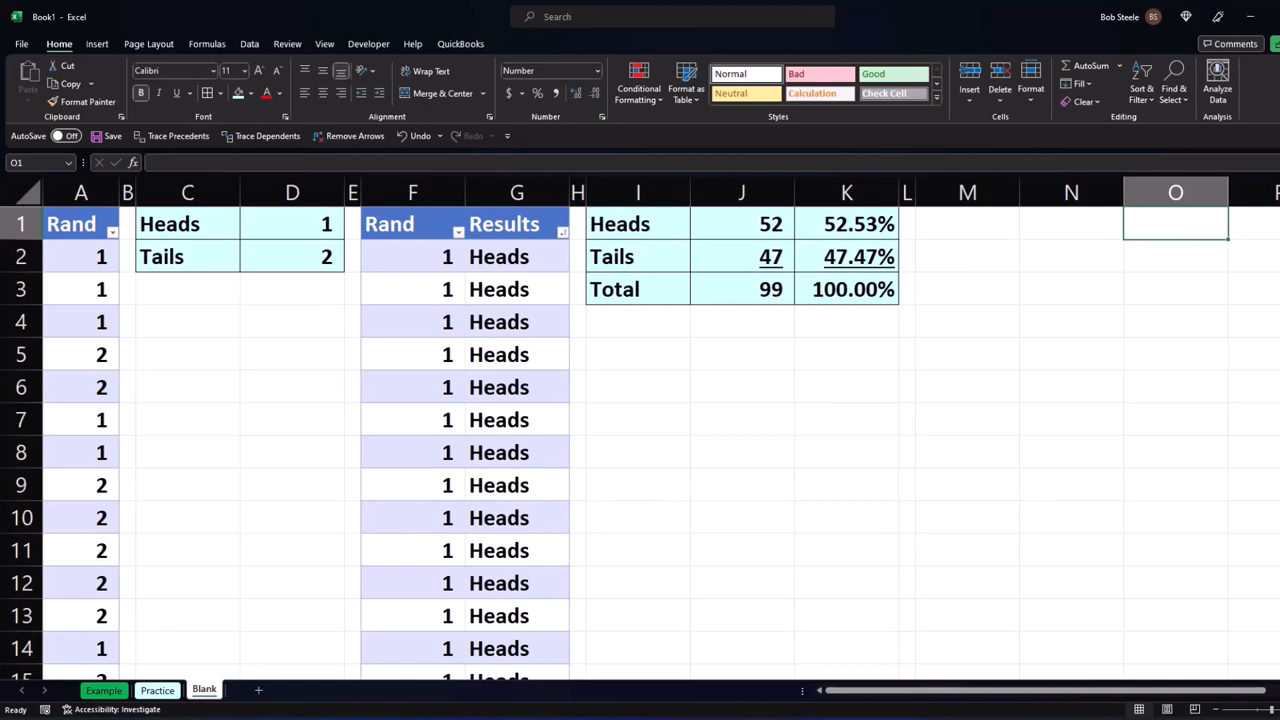 Book1 - Excel
Search
Bob Steele BS
File Home Insert Page Layout Formulas Data Review View Developer Help QuickBooks Comments
Paste Cut Copy Format Painter Clipboard
Calibri 11 B I U A Font
Wrap Text Merge & Center Alignment
Number $ % Number
Conditional Formatting Format as Table Normal Bad Good Neutral Calculation Check Cell Styles
Insert Delete Format Cells
AutoSum Fill Clear Sort & Filter Find & Select Editing
Analyze Data Analysis
AutoSave Off Save Trace Precedents Trace Dependents Remove Arrows Undo Redo
O1 fx
A B C D E F G H I J K L M N O
1 Rand Heads 1 Rand Results Heads 52 52.53%
2 1 Tails 2 1 Heads Tails 47 47.47%
3 1 1 Heads Total 99 100.00%
4 1 1 Heads
5 2 1 Heads
6 2 1 Heads
7 1 1 Heads
8 1 1 Heads
9 2 1 Heads
10 2 1 Heads
11 2 1 Heads
12 2 1 Heads
13 2 1 Heads
14 1 1 Heads
Example Practice Blank
Ready Accessibility: Investigate